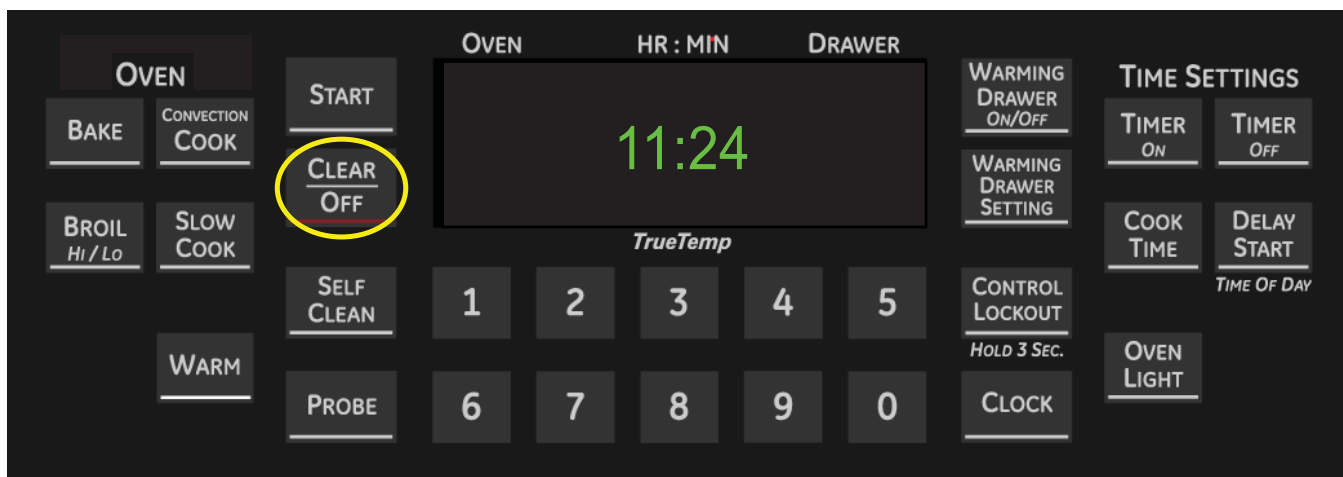 OVEN
BAKE
CONVECTION
COOK
BROIL
HI / LO
SLOW
COOK
WARM
START
CLEAR
OFF
SELF
CLEAN
PROBE
OVEN HR : MIN DRAWER
11:24
TrueTemp
1 2 3 4 5
6 7 8 9 0
WARMING
DRAWER
ON/OFF
WARMING
DRAWER
SETTING
CONTROL
LOCKOUT
HOLD 3 SEC.
CLOCK
TIME SETTINGS
TIMER
ON
TIMER
OFF
COOK
TIME
DELAY
START
TIME OF DAY
OVEN
LIGHT